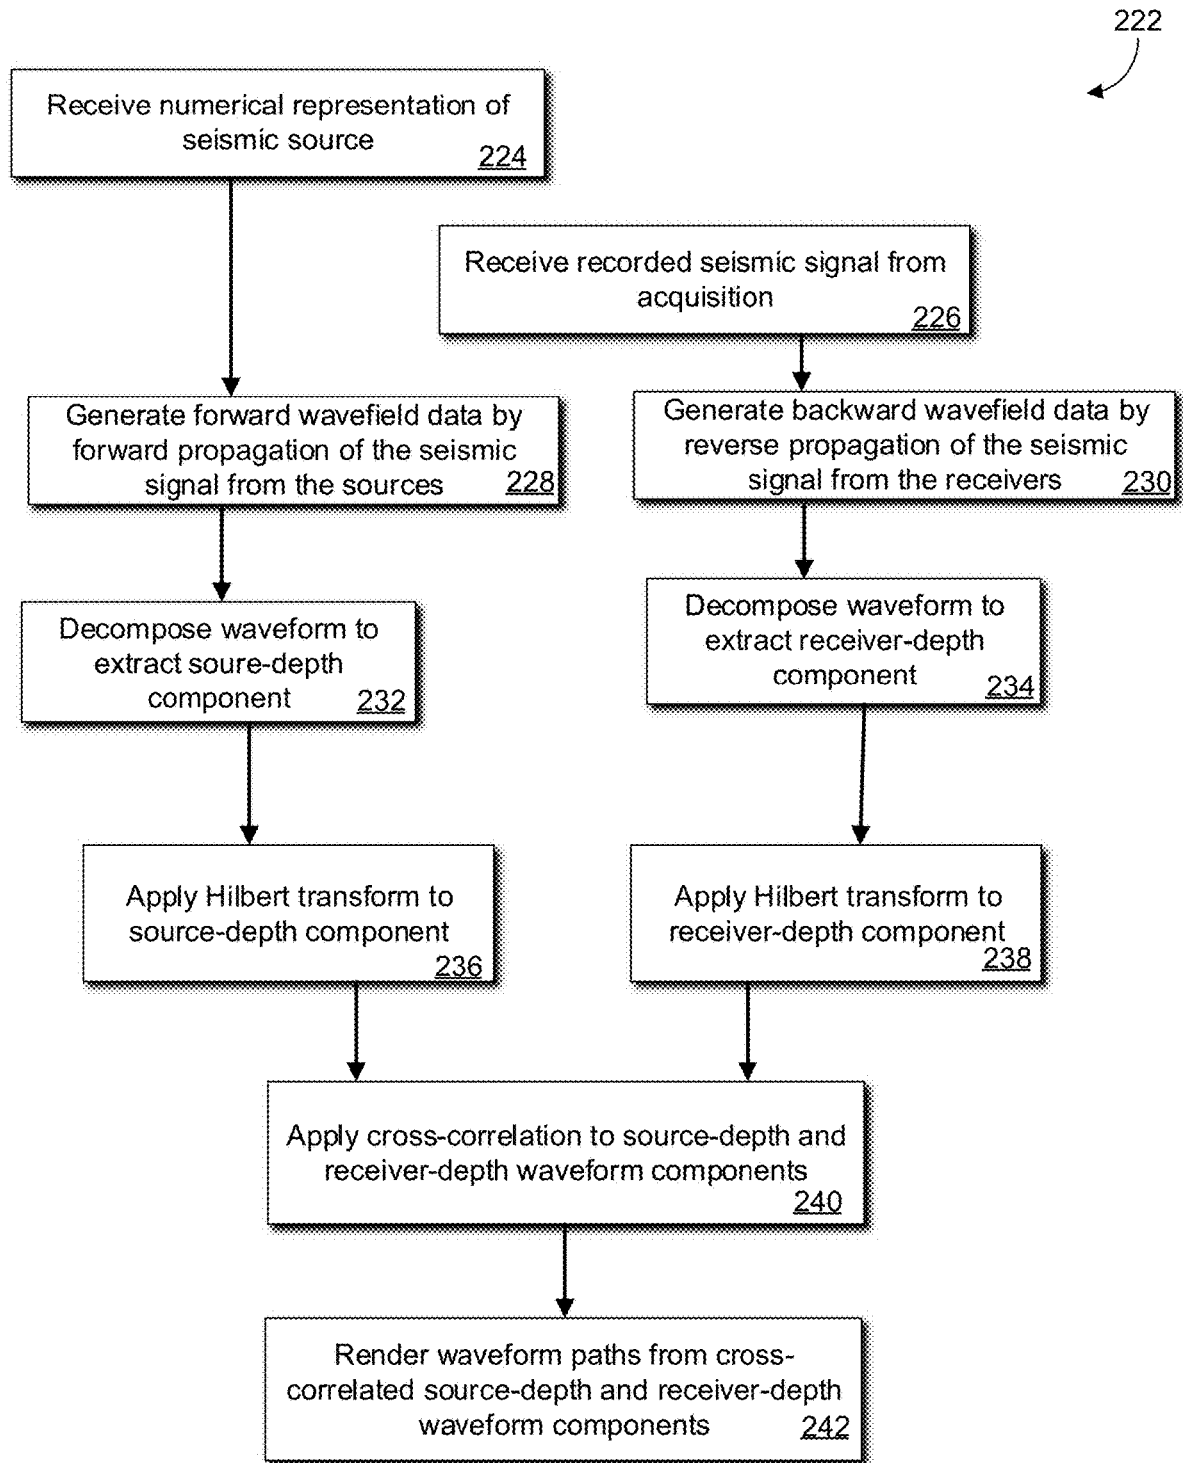 222
Receive numerical representation of
seismic source
224
Receive recorded seismic signal from
acquisition
226
Generate forward wavefield data by
forward propagation of the seismic
signal from the sources
228
Generate backward wavefield data by
reverse propagation of the seismic
signal from the receivers
230
Decompose waveform to
extract soure-depth
component
232
Decompose waveform to
extract receiver-depth
component
234
Apply Hilbert transform to
source-depth component
236
Apply Hilbert transform to
receiver-depth component
238
Apply cross-correlation to source-depth and
receiver-depth waveform components
240
Render waveform paths from cross-
correlated source-depth and receiver-depth
waveform components
242